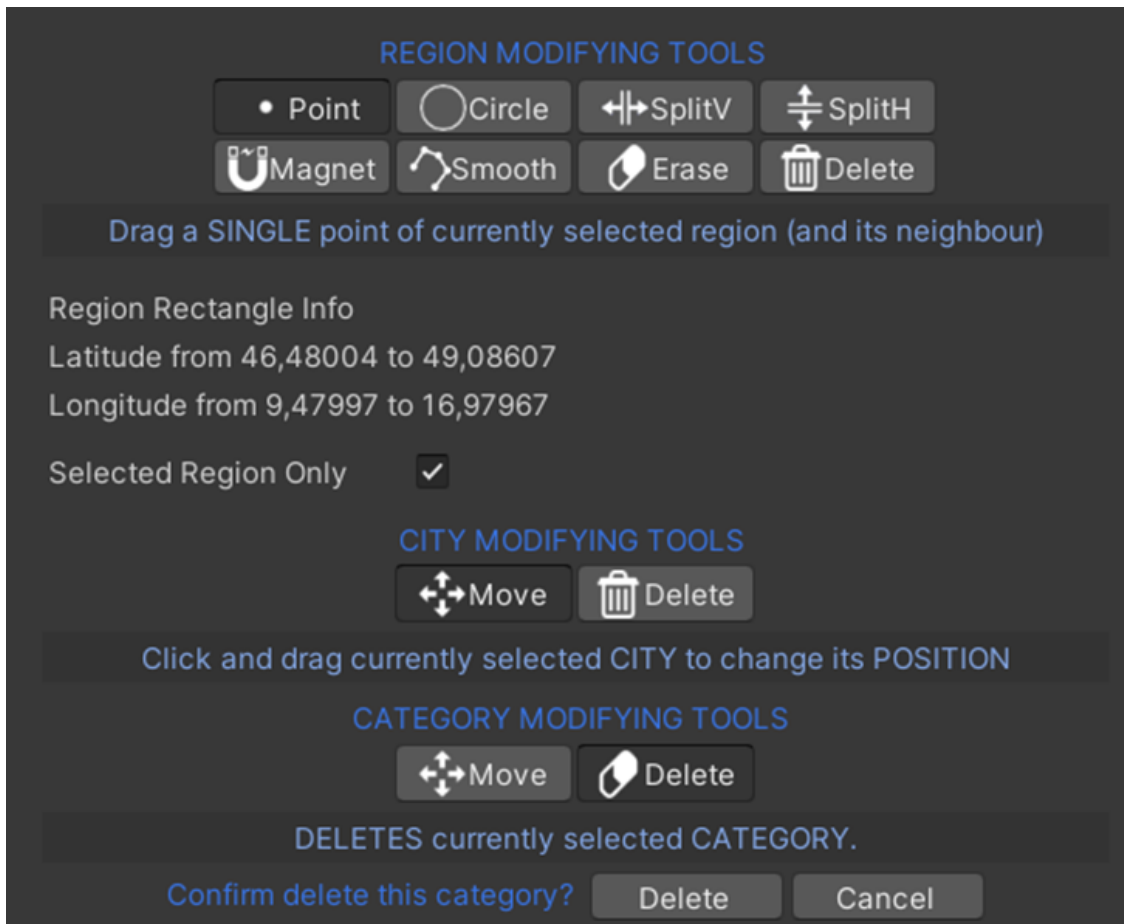 REGION MODIFYING TOOLS
Point Circle SplitV SplitH
Magnet Smooth Erase Delete
Drag a SINGLE point of currently selected region (and its neighbour)
Region Rectangle Info
Latitude from 46,48004 to 49,08607
Longitude from 9,47997 to 16,97967
Selected Region Only
CITY MODIFYING TOOLS
Move Delete
Click and drag currently selected CITY to change its POSITION
CATEGORY MODIFYING TOOLS
Move Delete
DELETES currently selected CATEGORY.
Confirm delete this category? Delete Cancel